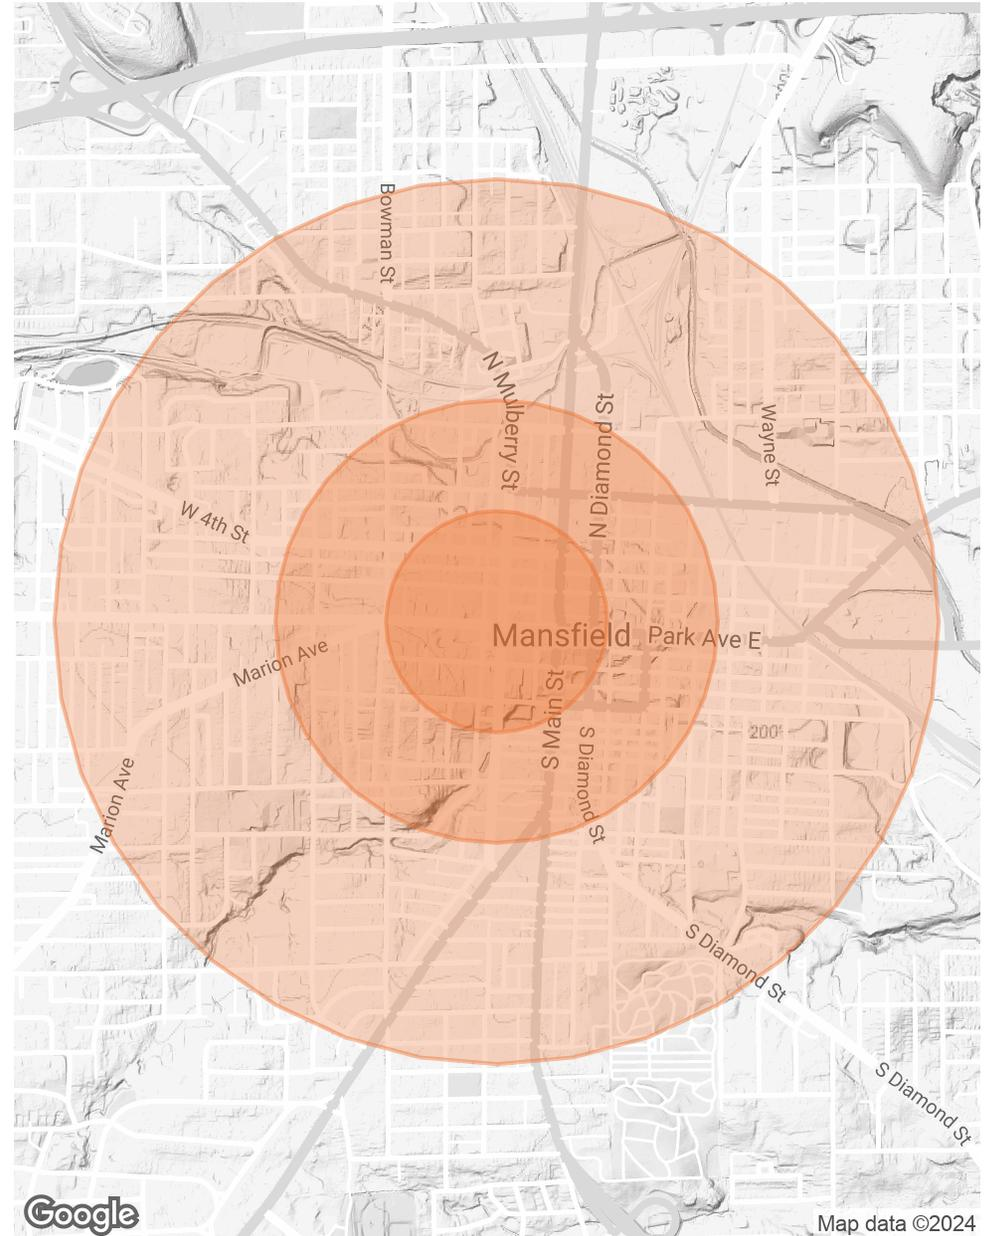 Bowman St
N Mulberry St
N Diamond St
Wayne St
W 4th St
Mansfield
Park Ave E
Marion Ave
S Main St
S Diamond St
200
Marion Ave
S Diamond St
S Diamond St
Google
Map data ©2024